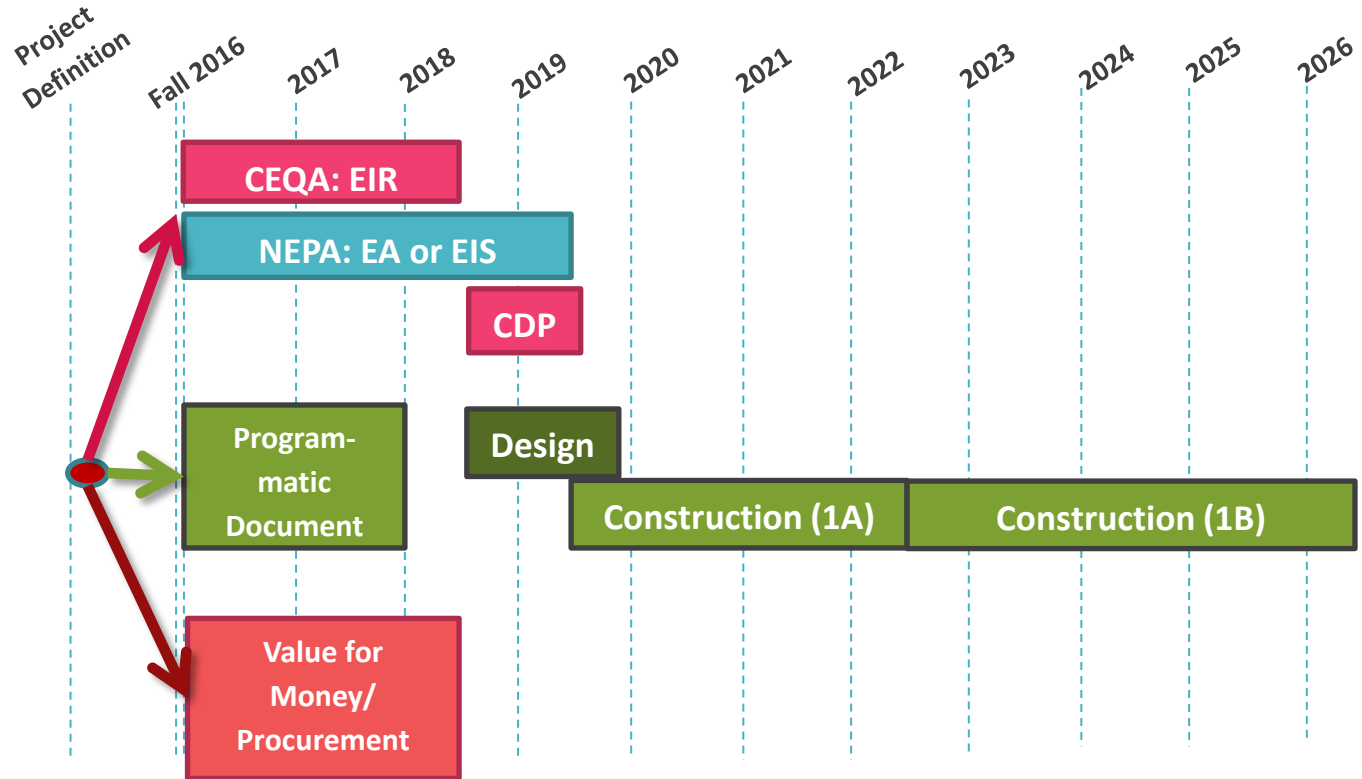 Project
Definition
Fall 2016
2017
2018
2019
2020
2021
2022
2023
2024
2025
2026
CEQA: EIR
NEPA: EA or EIS
CDP
Program-
matic
Document
Design
Construction (1A)
Construction (1B)
Value for
Money/
Procurement